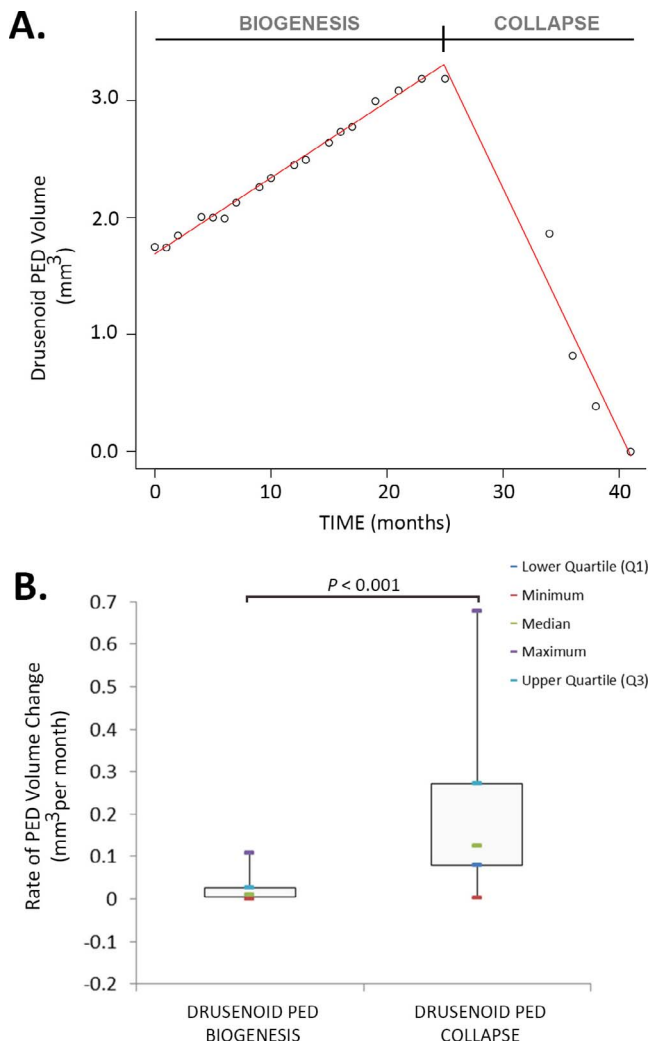 A.
BIOGENESIS COLLAPSE
3.0
2.0
1.0
0.0
Drusenoid PED Volume
(mm3)
0 10 20 30 40
TIME (months)
B.
Lower Quartile (Q1)
Minimum
Median
Maximum
Upper Quartile (Q3)
P < 0.001
0.7
0.6
0.5
0.4
0.3
0.2
0.1
0
-0.1
-0.2
Rate of PED Volume Change
(mm3 per month)
DRUSENOID PED
BIOGENESIS
DRUSENOID PED
COLLAPSE